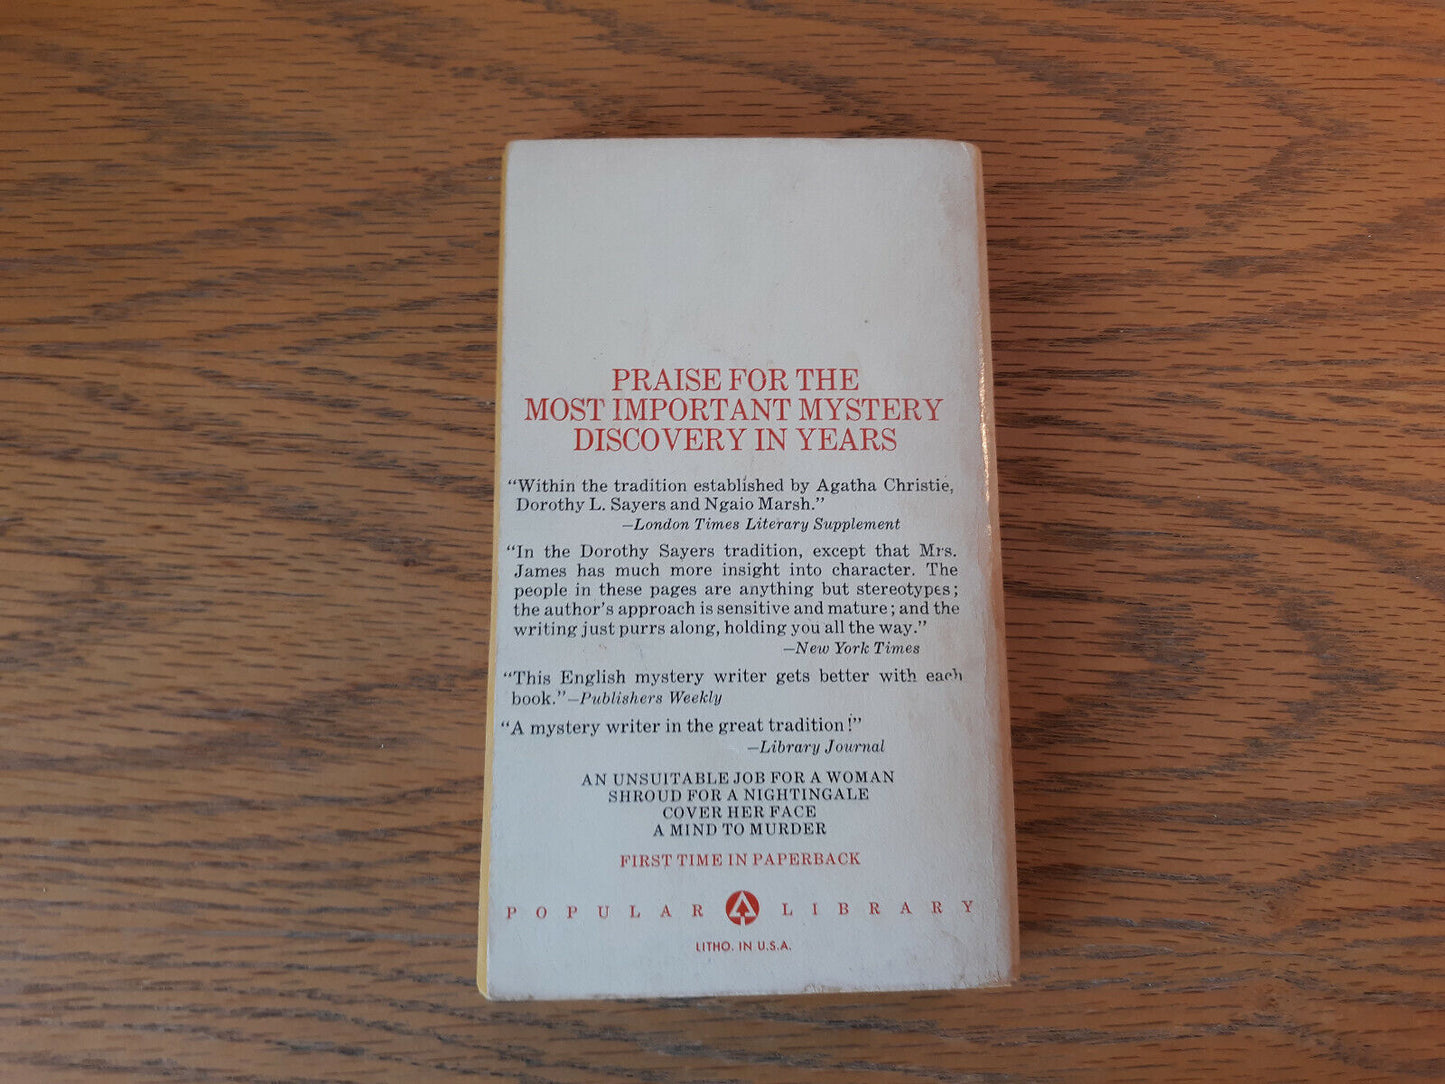 PRAISE FOR THE
MOST IMPORTANT MYSTERY
DISCOVERY IN YEARS
“Within the tradition established by Agatha Christie,
Dorothy L. Sayers and Ngaio Marsh.”
—London Times Literary Supplement
“In the Dorothy Sayers tradition, except that Mrs.
James has much more insight into character. The
people in these pages are anything but stereotypes;
the author's approach is sensitive and mature; and the
writing just purrs along, holding you all the way.”
—New York Times
“This English mystery writer gets better with each
book.”—Publishers Weekly
“A mystery writer in the great tradition!”
—Library Journal
AN UNSUITABLE JOB FOR A WOMAN
SHROUD FOR A NIGHTINGALE
COVER HER FACE
A MIND TO MURDER
FIRST TIME IN PAPERBACK
POPULAR LIBRARY
LITHO. IN U.S.A.